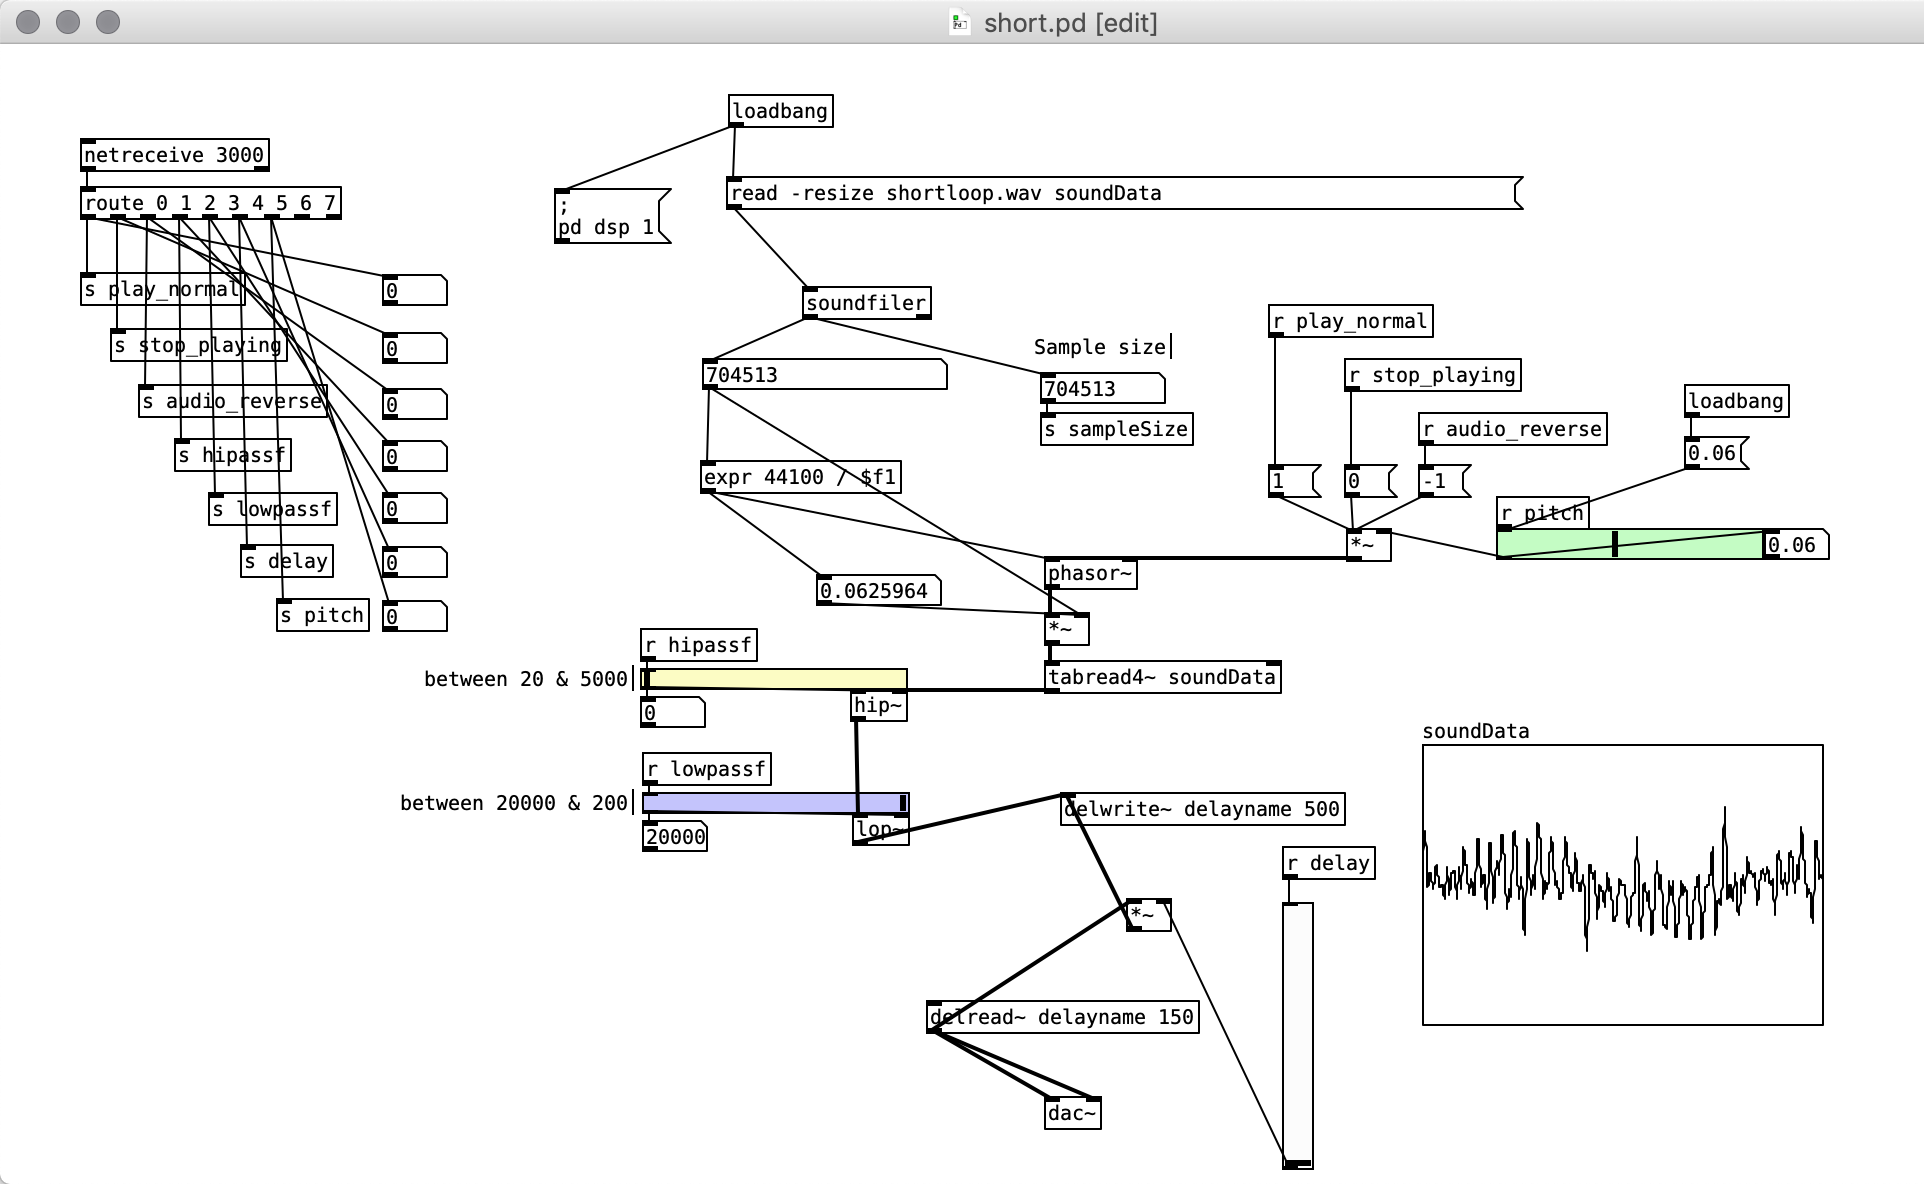 short.pd [edit]
loadbang
netreceive 3000
route 0 1 2 3 4 5 6 7
;
pd dsp 1
read -resize shortloop.wav soundData
s play_normal
0
s stop_playing
0
s audio_reverse
0
s hipassf
0
s lowpassf
0
s delay
0
s pitch
0
soundfiler
704513
Sample size
704513
s sampleSize
expr 44100 / $f1
0.0625964
r play_normal
r stop_playing
r audio_reverse
1
0
-1
*~
loadbang
0.06
r pitch
0.06
phasor~
*~
tabread4~ soundData
r hipassf
between 20 & 5000
0
hip~
r lowpassf
between 20000 & 200
20000
lop~
delwrite~ delayname 500
r delay
*~
delread~ delayname 150
dac~
soundData